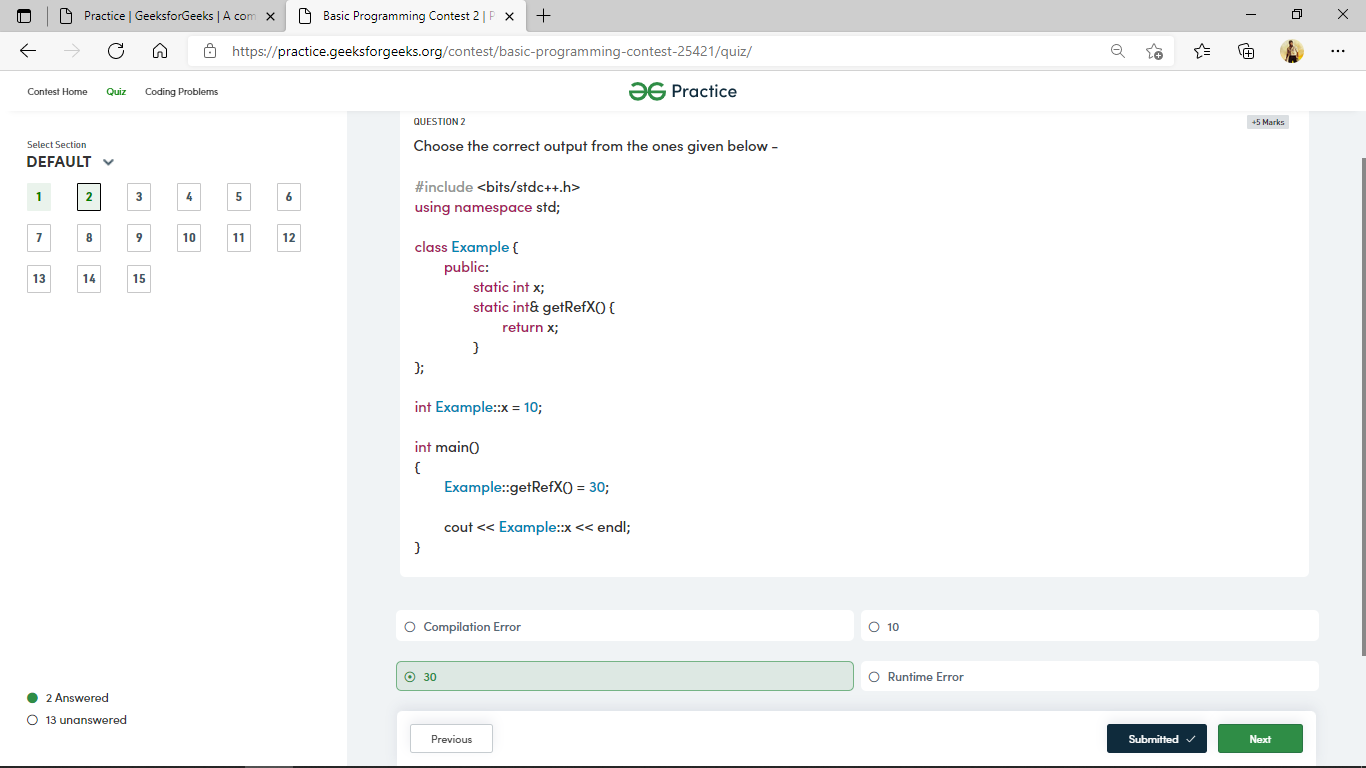 Practice | GeeksforGeeks | A com
Basic Programming Contest 2 | P
https://practice.geeksforgeeks.org/contest/basic-programming-contest-25421/quiz/
Contest Home Quiz Coding Problems
Practice
Select Section
DEFAULT
1 2 3 4 5 6
7 8 9 10 11 12
13 14 15
2 Answered
13 unanswered
QUESTION 2
+5 Marks
Choose the correct output from the ones given below -
#include <bits/stdc++.h>
using namespace std;
class Example {
public:
static int x;
static int& getRefX() {
return x;
}
};
int Example::x = 10;
int main()
{
Example::getRefX() = 30;
cout << Example::x << endl;
}
Compilation Error
10
30
Runtime Error
Previous
Submitted ✓
Next